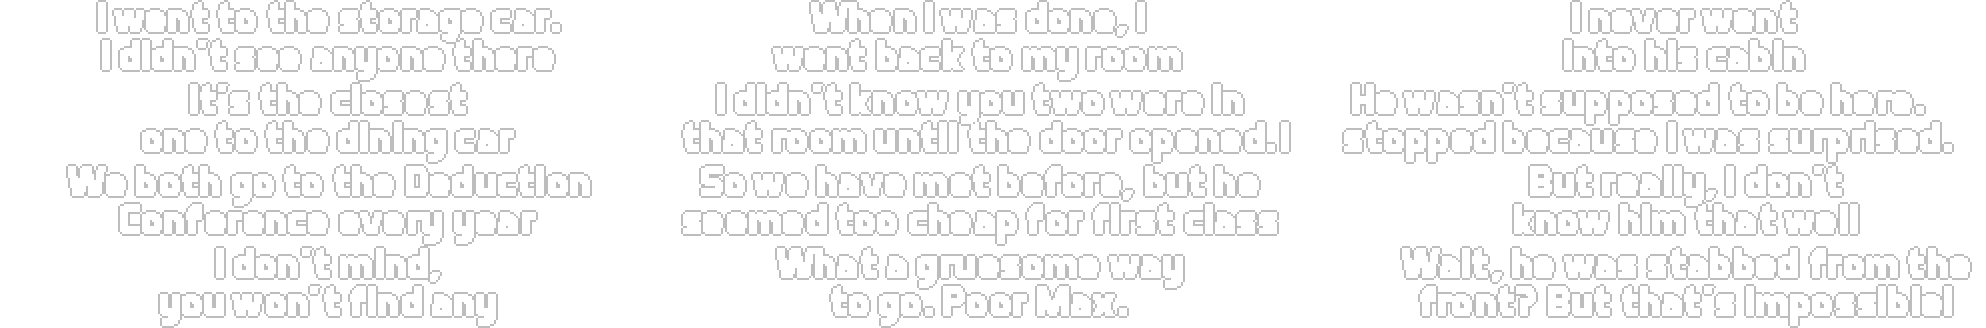 I went to the storage car.
I didn't see anyone there
It's the closest
one to the dining car
We both go to the Deduction
Conference every year
I don't mind,
you won't find any
When I was done, I
went back to my room
I didn't know you two were in
that room until the door opened. I
So we have met before, but he
seemed too cheap for first class
What a gruesome way
to go. Poor Max.
I never went
into his cabin
He wasn't supposed to be here.
stopped because I was surprised.
But really, I don't
know him that well
Wait, he was stabbed from the
front? But that's impossible!